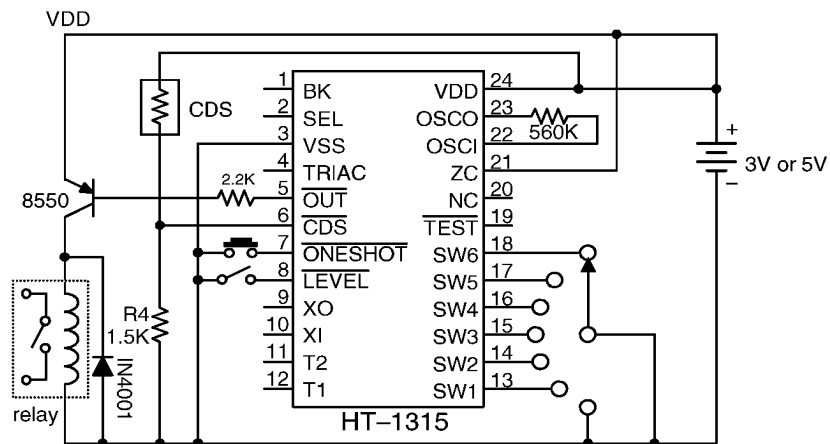 VDD
CDS
8550
2.2K
R4
1.5K
IN4001
relay
1 BK
2 SEL
3 VSS
4 TRIAC
5 OUT
6 CDS
7 ONESHOT
8 LEVEL
9 XO
10 XI
11 T2
12 T1
VDD 24
OSCO 23
OSCI 22
ZC 21
NC 20
TEST 19
SW6 18
SW5 17
SW4 16
SW3 15
SW2 14
SW1 13
560K
+
3V or 5V
−
HT–1315